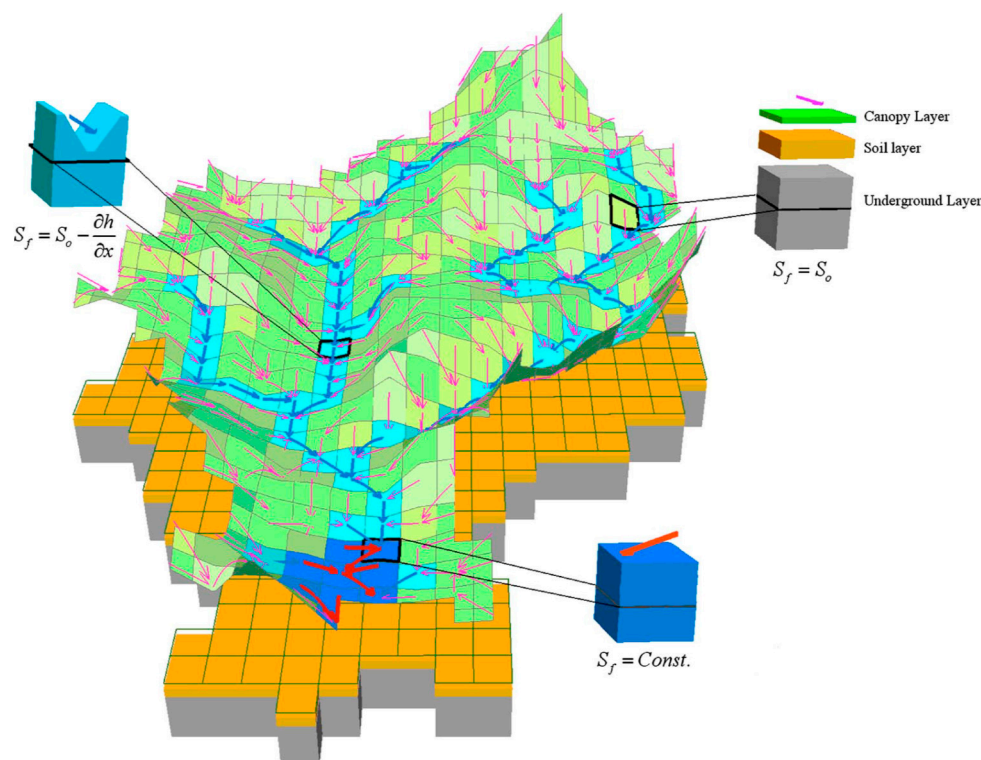 Canopy Layer
Soil layer
Underground Layer
S_f = S_o - ∂h/∂x
S_f = S_o
S_f = Const.